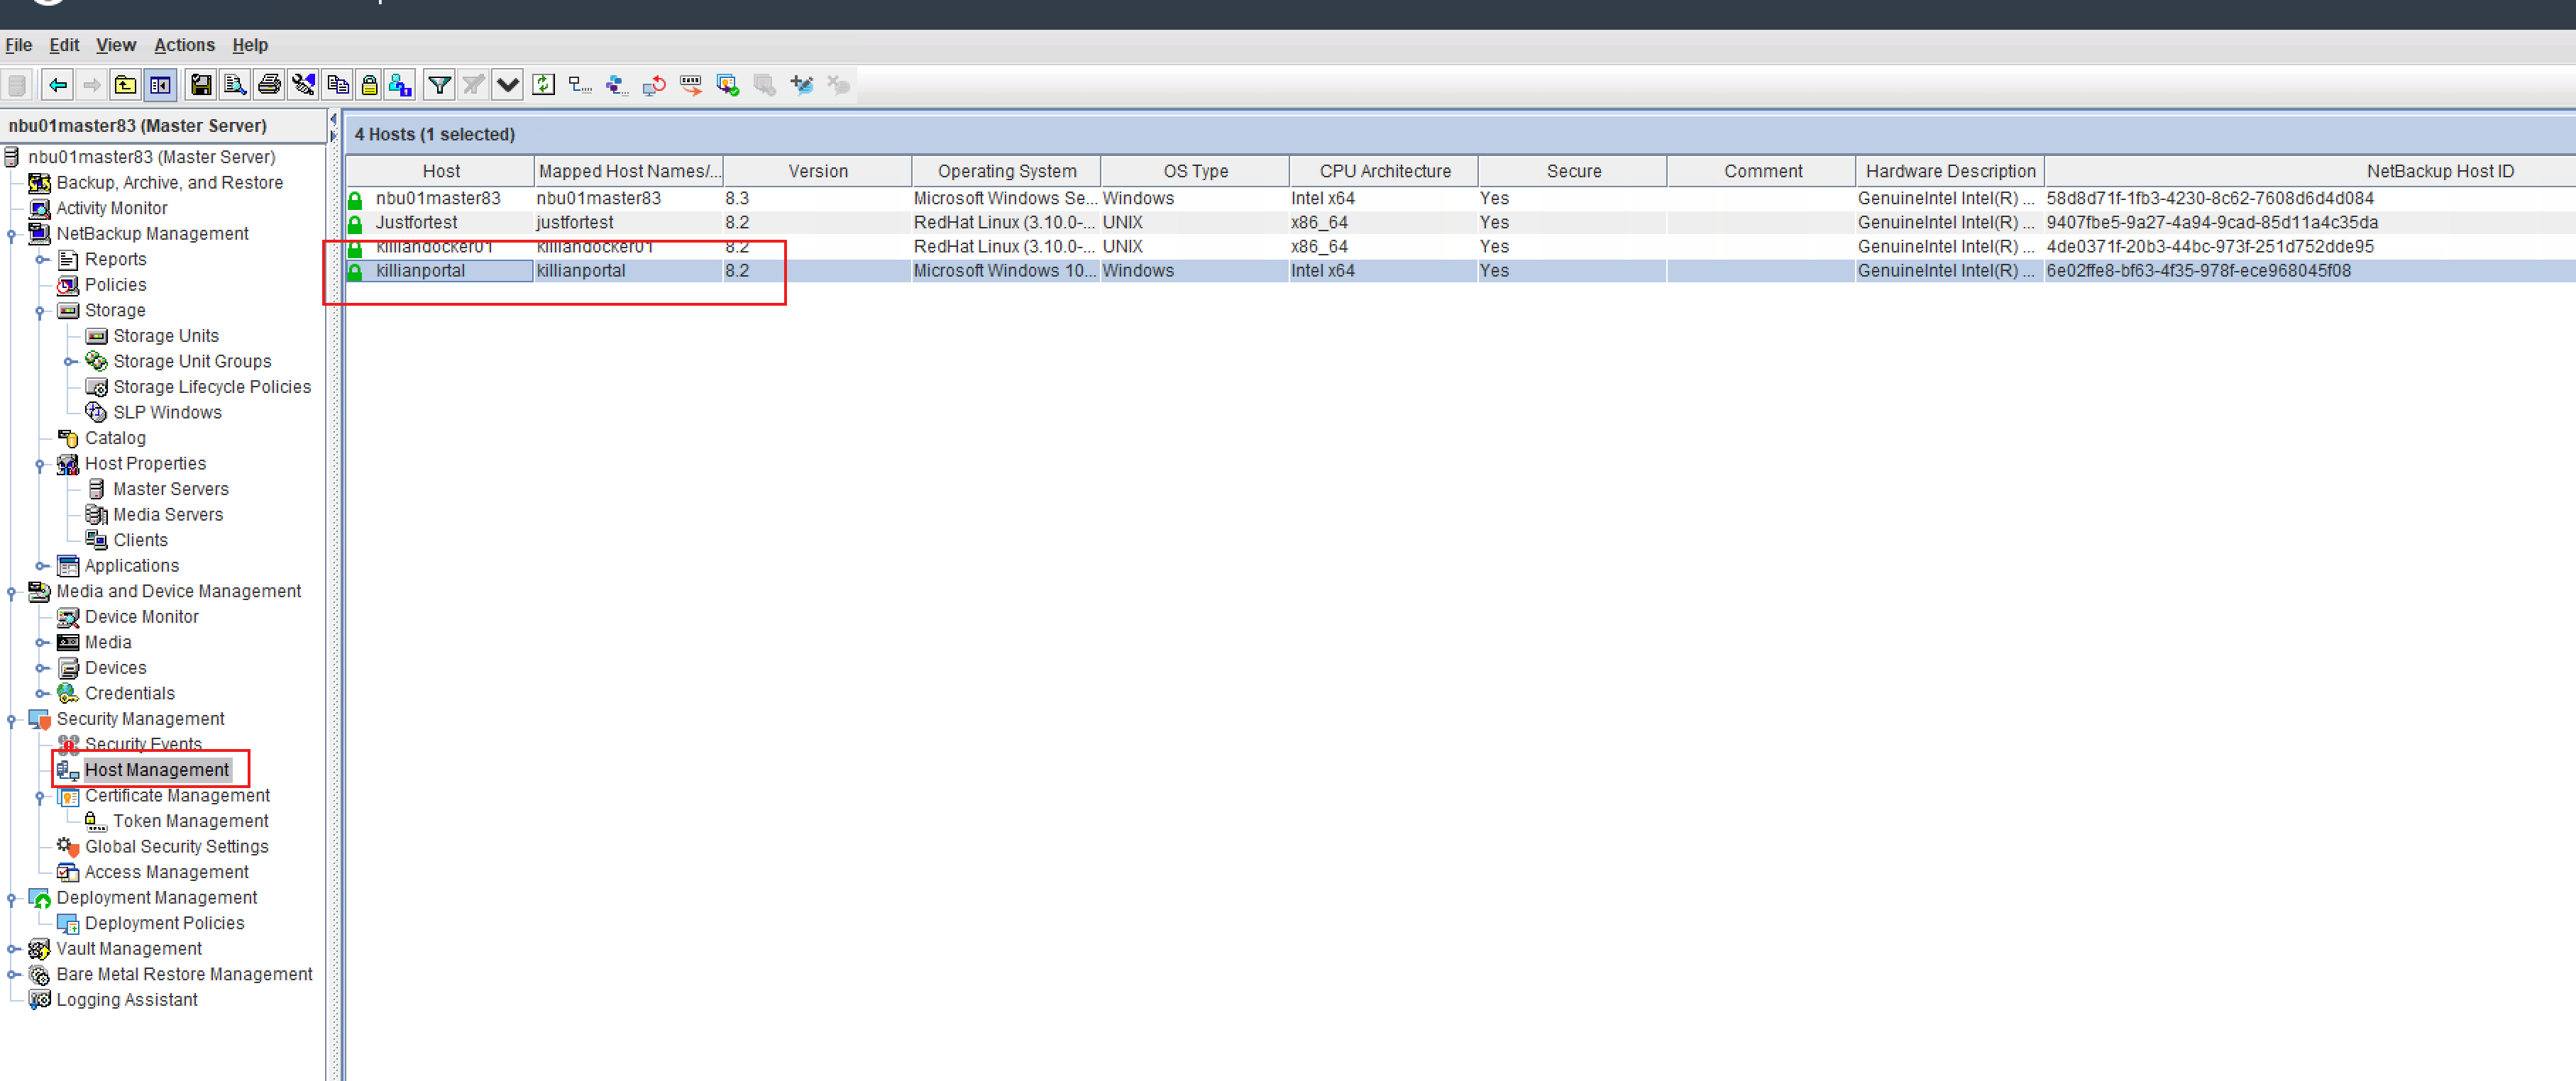 File Edit View Actions Help
nbu01master83 (Master Server)
4 Hosts (1 selected)
Host Mapped Host Names/... Version Operating System OS Type CPU Architecture Secure Comment Hardware Description NetBackup Host ID
nbu01master83 nbu01master83 8.3 Microsoft Windows Se... Windows Intel x64 Yes GenuineIntel Intel(R) ... 58d8d71f-1fb3-4230-8c62-7608d6d4d084
Justfortest justfortest 8.2 RedHat Linux (3.10.0-... UNIX x86_64 Yes GenuineIntel Intel(R) ... 9407fbe5-9a27-4a94-9cad-85d11a4c35da
killiandocker01 killiandocker01 8.2 RedHat Linux (3.10.0-... UNIX x86_64 Yes GenuineIntel Intel(R) ... 4de0371f-20b3-44bc-973f-251d752dde95
killianportal killianportal 8.2 Microsoft Windows 10... Windows Intel x64 Yes GenuineIntel Intel(R) ... 6e02ffe8-bf63-4f35-978f-ece968045f08
nbu01master83 (Master Server)
Backup, Archive, and Restore
Activity Monitor
NetBackup Management
Reports
Policies
Storage
Storage Units
Storage Unit Groups
Storage Lifecycle Policies
SLP Windows
Catalog
Host Properties
Master Servers
Media Servers
Clients
Applications
Media and Device Management
Device Monitor
Media
Devices
Credentials
Security Management
Security Events
Host Management
Certificate Management
Token Management
Global Security Settings
Access Management
Deployment Management
Deployment Policies
Vault Management
Bare Metal Restore Management
Logging Assistant